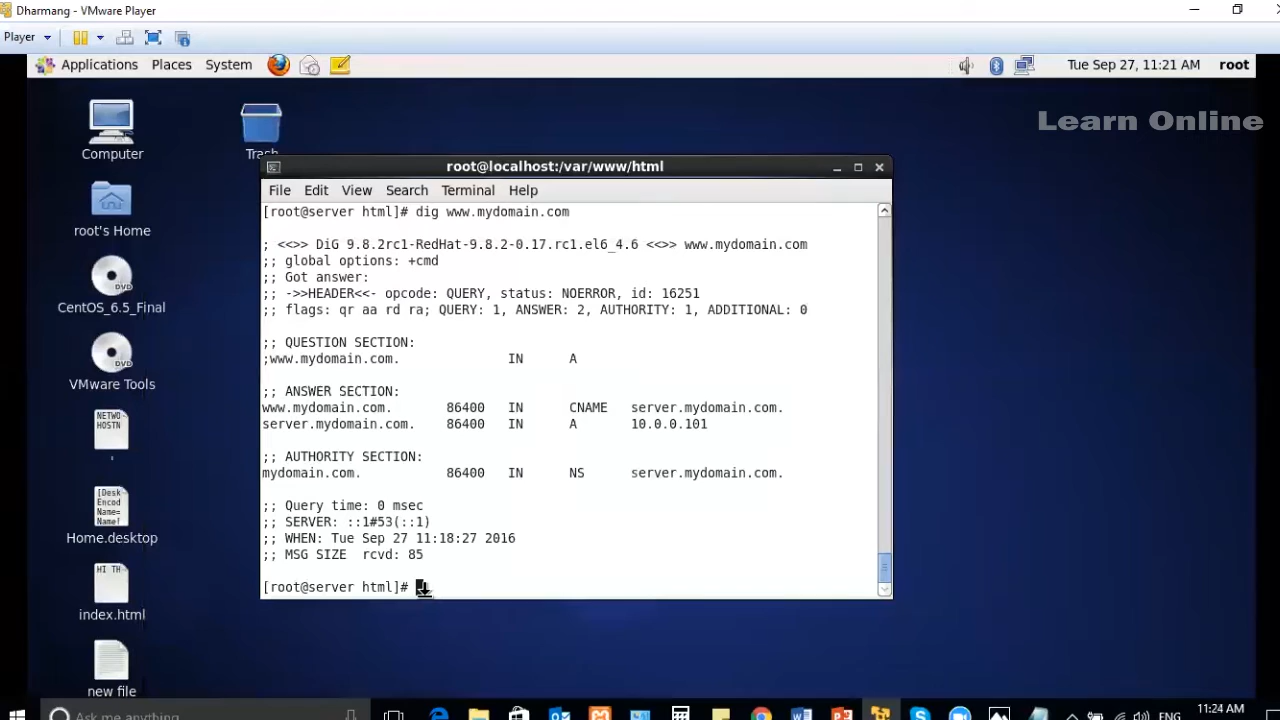 Dharmang - VMware Player
Player
Applications Places System Tue Sep 27, 11:21 AM root
Learn Online
Computer
Trash
root's Home
CentOS_6.5_Final
VMware Tools
NETWO
HOSTN
[Desk
Encod
Name=
Name[
Home.desktop
HI TH
index.html
new file
root@localhost:/var/www/html
File Edit View Search Terminal Help
[root@server html]# dig www.mydomain.com
; <<>> DiG 9.8.2rc1-RedHat-9.8.2-0.17.rc1.el6_4.6 <<>> www.mydomain.com
;; global options: +cmd
;; Got answer:
;; ->>HEADER<<- opcode: QUERY, status: NOERROR, id: 16251
;; flags: qr aa rd ra; QUERY: 1, ANSWER: 2, AUTHORITY: 1, ADDITIONAL: 0
;; QUESTION SECTION:
;www.mydomain.com. IN A
;; ANSWER SECTION:
www.mydomain.com. 86400 IN CNAME server.mydomain.com.
server.mydomain.com. 86400 IN A 10.0.0.101
;; AUTHORITY SECTION:
mydomain.com. 86400 IN NS server.mydomain.com.
;; Query time: 0 msec
;; SERVER: ::1#53(::1)
;; WHEN: Tue Sep 27 11:18:27 2016
;; MSG SIZE rcvd: 85
[root@server html]#
Ask me anything
ENG
11:24 AM